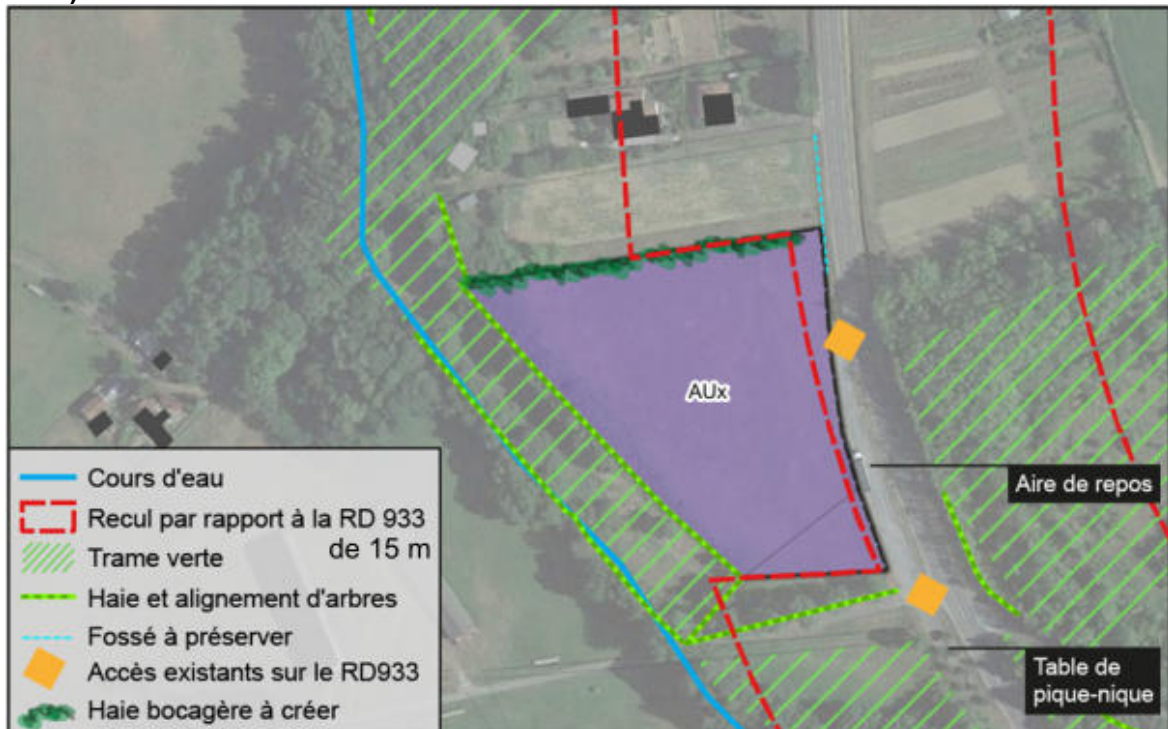 AUx
Aire de repos
Table de
pique-nique
Cours d'eau
Recul par rapport à la RD 933
de 15 m
Trame verte
Haie et alignement d'arbres
Fossé à préserver
Accès existants sur le RD933
Haie bocagère à créer